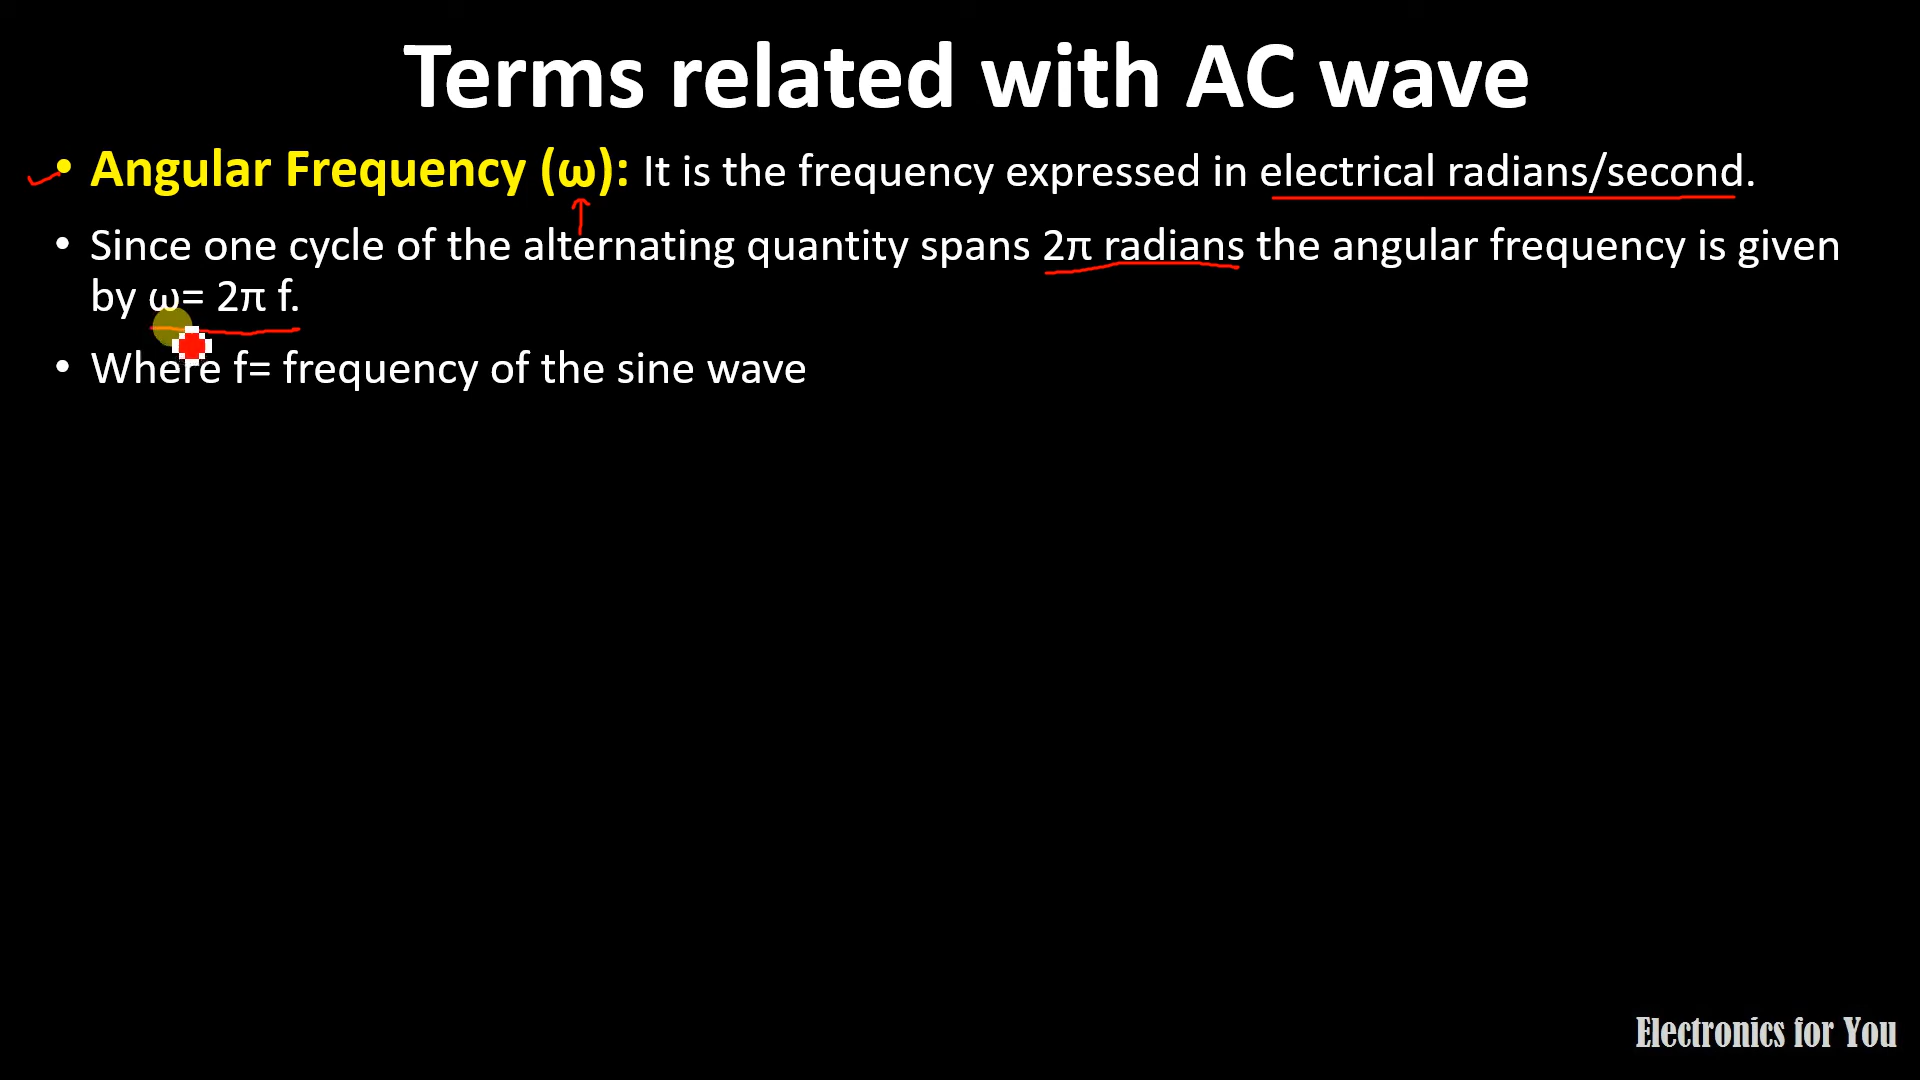 Terms related with AC wave
• Angular Frequency (ω): It is the frequency expressed in electrical radians/second.
• Since one cycle of the alternating quantity spans 2π radians the angular frequency is given
by ω= 2π f.
• Where f= frequency of the sine wave
Electronics for You